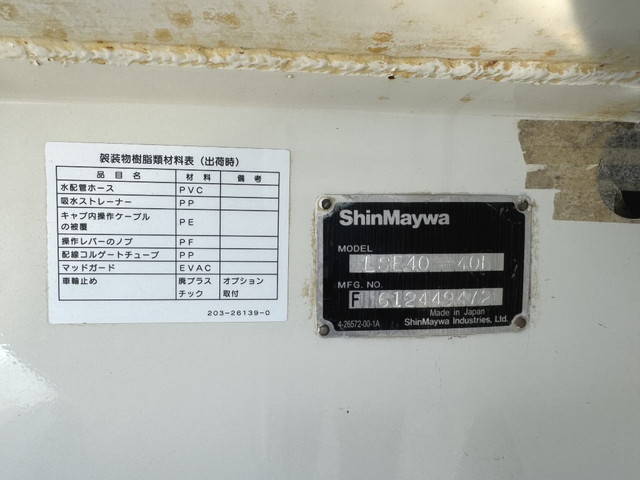 架装物樹脂類材料表（出荷時）
品目名 材料 備考
水配管ホース PVC
吸水ストレーナー PP
キャブ内操作ケーブル
の被覆 PE
操作レバーのノブ PF
配線コルゲートチューブ PP
マッドガード EVAC
車輪止め 廃プラス オプション
チック 取付
203-26139-0
ShinMaywa
MODEL
MFG. NO.
F 61244947/2
Made in Japan
4-26572-00-1A ShinMaywa Industries, Ltd.